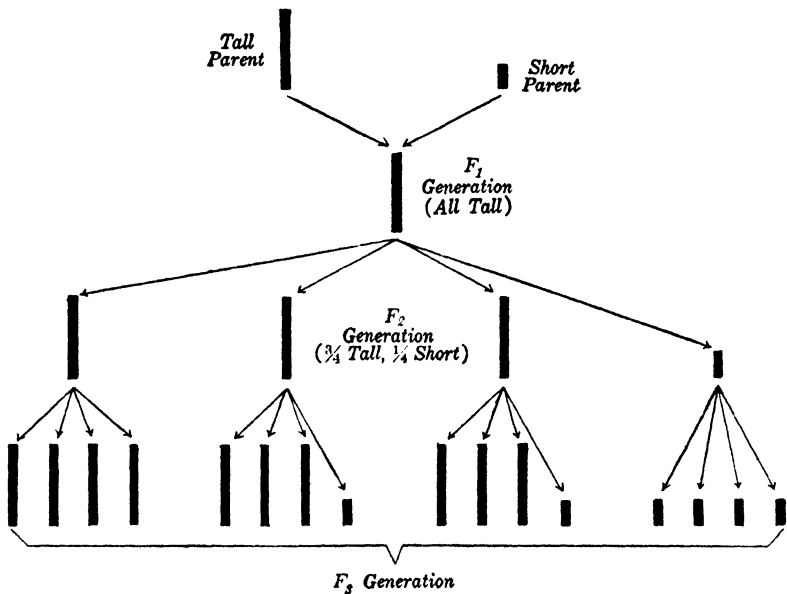 Tall
Parent
Short
Parent
F₁
Generation
(All Tall)
F₂
Generation
(¾ Tall, ¼ Short)
F₃ Generation